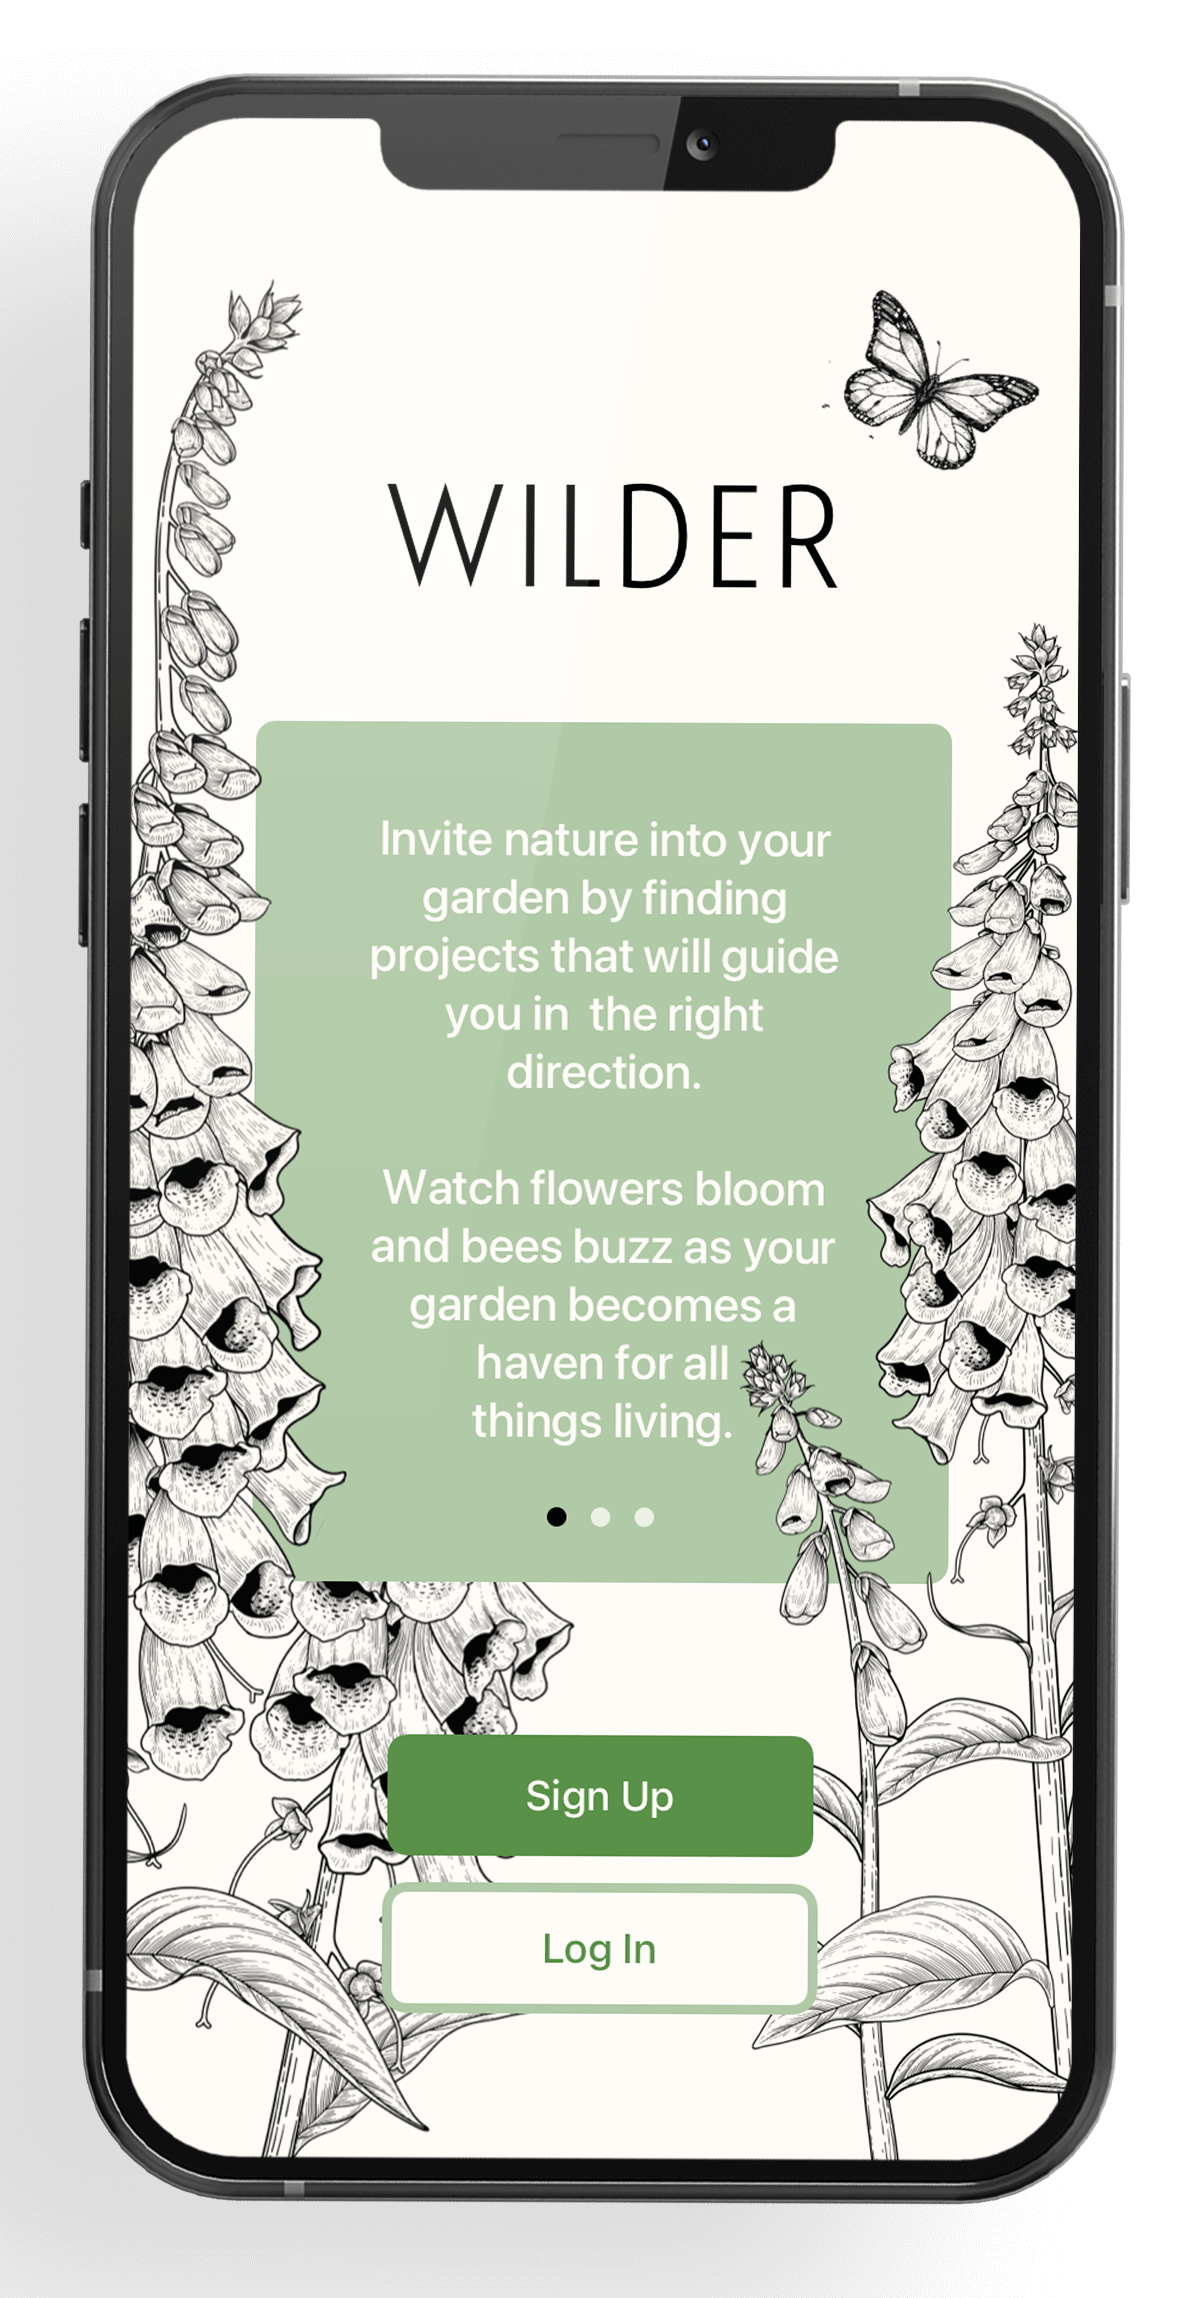 WILDER
Invite nature into your
garden by finding
projects that will guide
you in  the right
direction.
Watch flowers bloom
and bees buzz as your
garden becomes a
haven for all
things living.
Sign Up
Log In